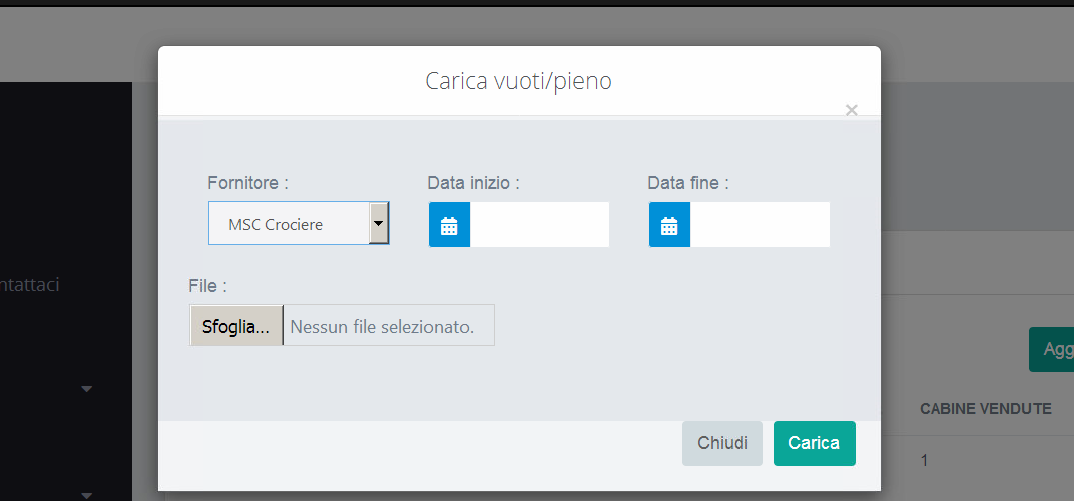 Carica vuoti/pieno
×
Fornitore :
Data inizio :
Data fine :
MSC Crociere
File :
Sfoglia...
Nessun file selezionato.
Chiudi
Carica
ntattaci
Agg
CABINE VENDUTE
1